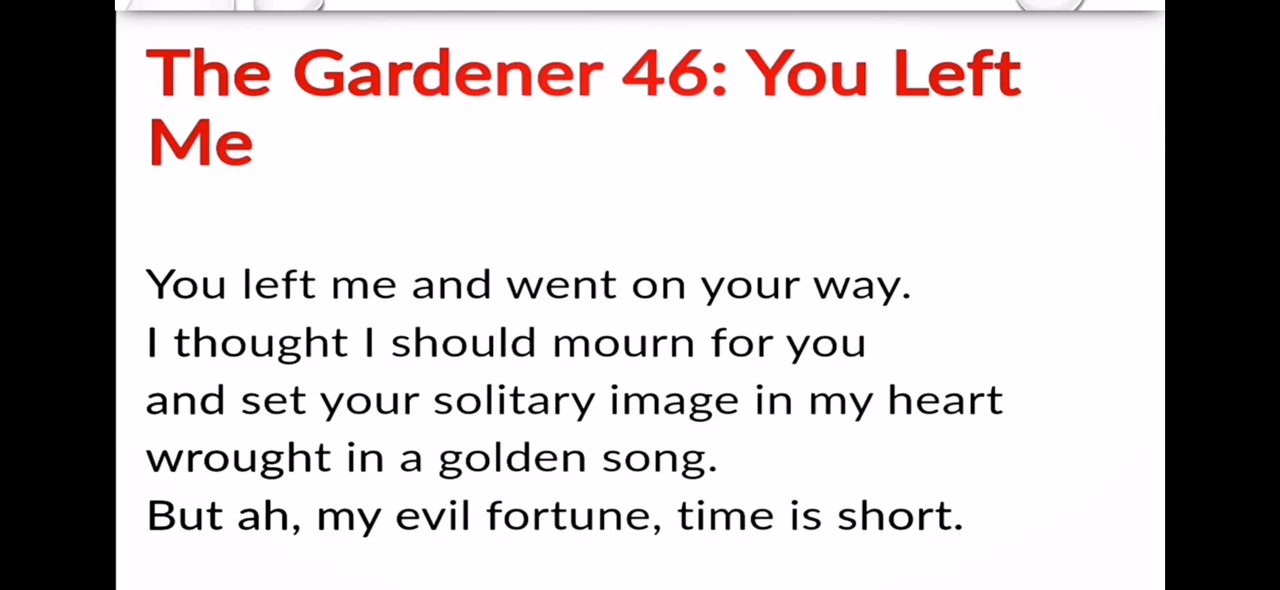 The Gardener 46: You Left
Me
You left me and went on your way.
I thought I should mourn for you
and set your solitary image in my heart
wrought in a golden song.
But ah, my evil fortune, time is short.